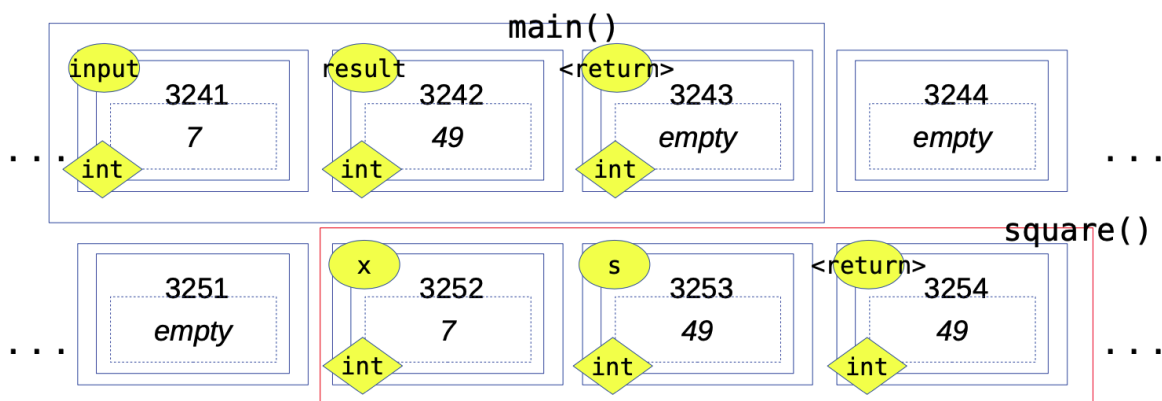 main()
input result <return>
3241 3242 3243 3244
7 49 empty empty
... ...
int int int
square()
x s <return>
3251 3252 3253 3254
empty 7 49 49
... ...
int int int